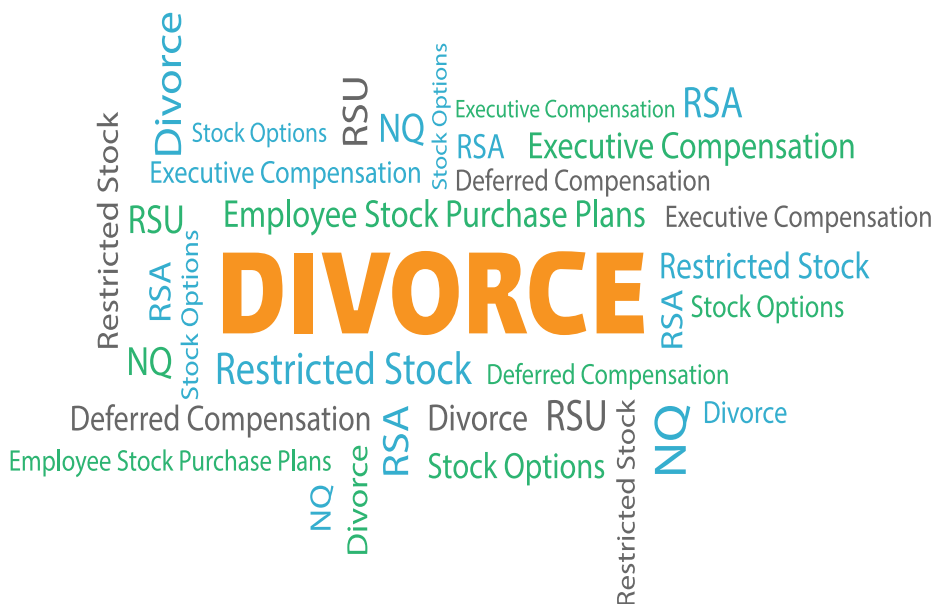 Divorce
Stock Options
RSU
NQ
Stock Options
Executive Compensation
RSA
RSA
Executive Compensation
Executive Compensation
Deferred Compensation
Restricted Stock
RSU
Employee Stock Purchase Plans
Executive Compensation
RSA
Stock Options
DIVORCE
Restricted Stock
RSA
Stock Options
NQ
Restricted Stock
Deferred Compensation
Deferred Compensation
RSA
Divorce
RSU
Restricted Stock
NQ
Divorce
Employee Stock Purchase Plans
Divorce
Stock Options
NQ